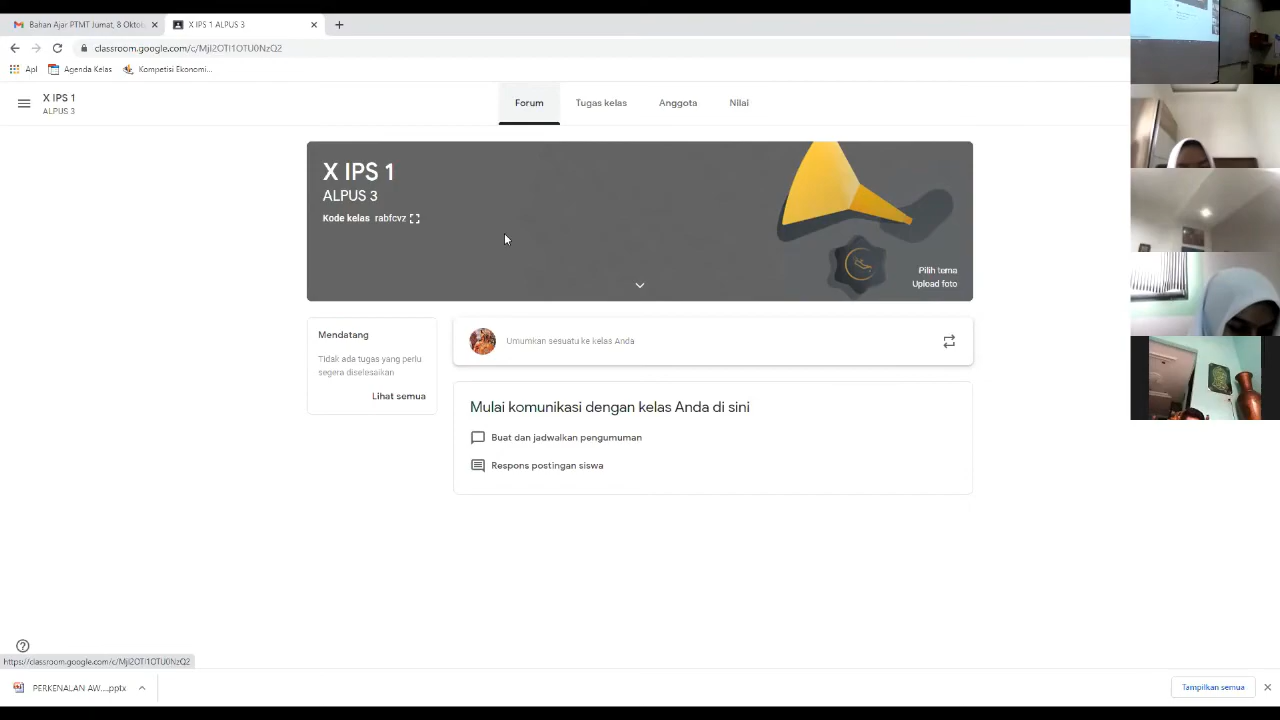 Bahan Ajar PTMT Jumat, 8 Oktob
X IPS 1 ALPUS 3
classroom.google.com/c/MjI2OTI1OTU0NzQ2
Apl
Agenda Kelas
Kompetisi Ekonomi...
X IPS 1
ALPUS 3
Forum
Tugas kelas
Anggota
Nilai
X IPS 1
ALPUS 3
Kode kelas rabfcvz
Pilih tema
Upload foto
Mendatang
Tidak ada tugas yang perlu
segera diselesaikan
Lihat semua
Umumkan sesuatu ke kelas Anda
Mulai komunikasi dengan kelas Anda di sini
Buat dan jadwalkan pengumuman
Respons postingan siswa
https://classroom.google.com/c/MjI2OTI1OTU0NzQ2
PERKENALAN AW....pptx
Tampilkan semua